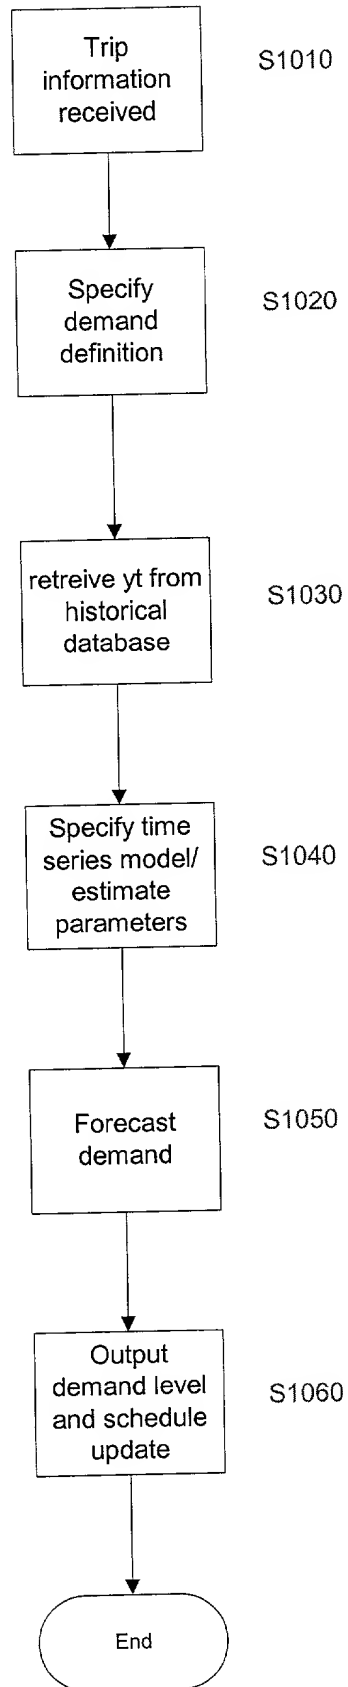 Trip
information
received
S1010
Specify
demand
definition
S1020
retreive yt from
historical
database
S1030
Specify time
series model/
estimate
parameters
S1040
Forecast
demand
S1050
Output
demand level
and schedule
update
S1060
End